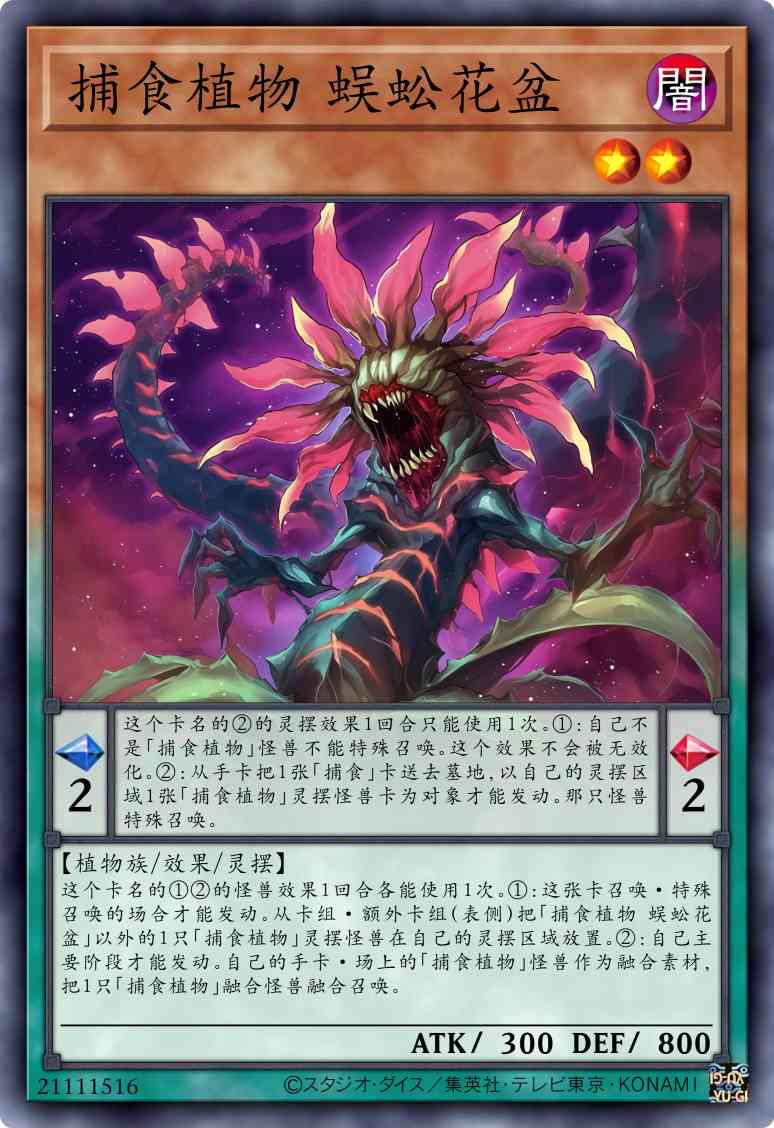 捕食植物 蜈蚣花盆
闇
这个卡名的②的灵摆效果1回合只能使用1次。①:自己不
是「捕食植物」怪兽不能特殊召唤。这个效果不会被无效
化。②:从手卡把1张「捕食」卡送去墓地,以自己的灵摆区
域1张「捕食植物」灵摆怪兽卡为对象才能发动。那只怪兽
特殊召唤。
2
2
【植物族/效果/灵摆】
这个卡名的①②的怪兽效果1回合各能使用1次。①:这张卡召唤・特殊
召唤的场合才能发动。从卡组・额外卡组(表侧)把「捕食植物 蜈蚣花
盆」以外的1只「捕食植物」灵摆怪兽在自己的灵摆区域放置。②:自己主
要阶段才能发动。自己的手卡・场上的「捕食植物」怪兽作为融合素材,
把1只「捕食植物」融合怪兽融合召唤。
ATK/ 300 DEF/ 800
21111516
©スタジオ・ダイス/集英社・テレビ東京・KONAMI